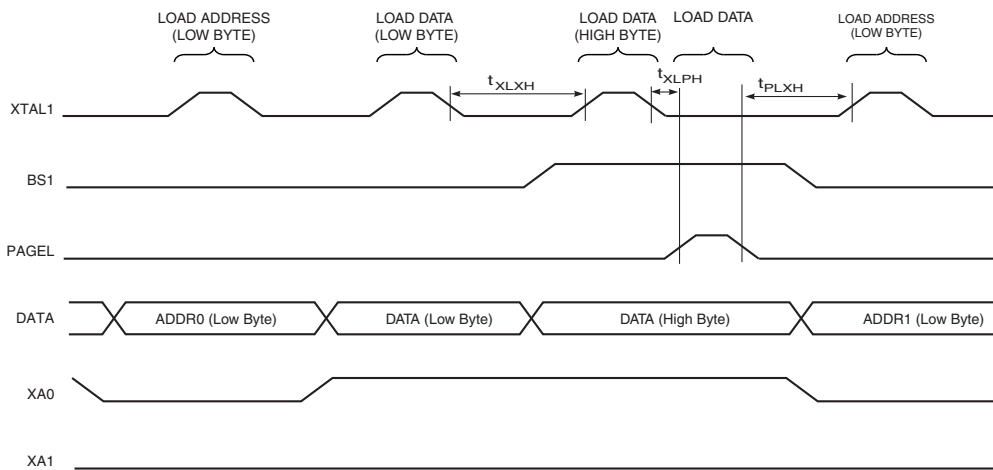 LOAD ADDRESS
(LOW BYTE)
LOAD DATA
(LOW BYTE)
LOAD DATA
(HIGH BYTE)
LOAD DATA
LOAD ADDRESS
(LOW BYTE)
tXLXH
tXLPH
tPLXH
XTAL1
BS1
PAGEL
DATA
ADDR0 (Low Byte)
DATA (Low Byte)
DATA (High Byte)
ADDR1 (Low Byte)
XA0
XA1